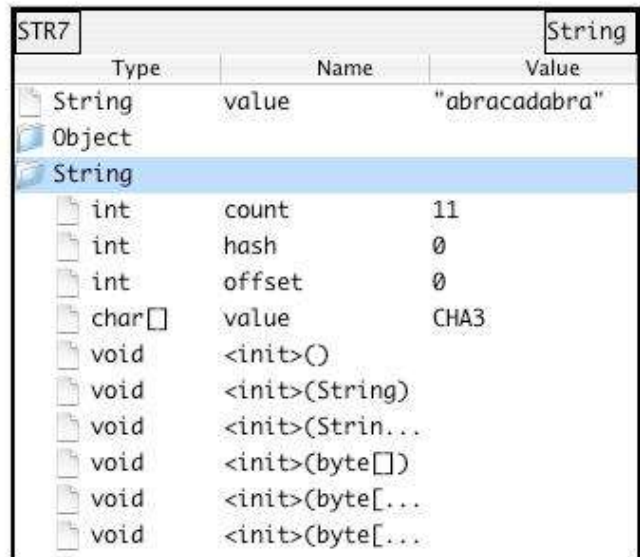 STR7 String
Type Name Value
String value "abracadabra"
Object
String
int count 11
int hash 0
int offset 0
char[] value CHA3
void <init>()
void <init>(String)
void <init>(Strin...
void <init>(byte[])
void <init>(byte[...
void <init>(byte[...